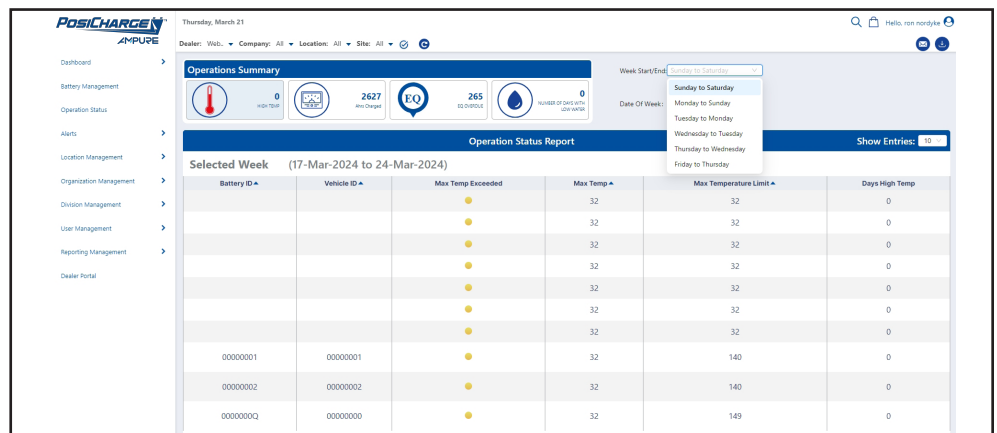 POSICHARGE
AMPURE
Thursday, March 21
Hello, ron nordyke
Dealer: Web.. Company: All Location: All Site: All
Dashboard
Battery Management
Operation Status
Alerts
Location Management
Organization Management
Division Management
User Management
Reporting Management
Dealer Portal
Operations Summary
0
HIGH TEMP
2627
Ahrs Charged
EQ
265
EQ OVERDUE
0
NUMBER OF DAYS WITH
LOW WATER
Week Start/End: Sunday to Saturday
Date Of Week:
Sunday to Saturday
Monday to Sunday
Tuesday to Monday
Wednesday to Tuesday
Thursday to Wednesday
Friday to Thursday
Operation Status Report
Show Entries: 10
Selected Week (17-Mar-2024 to 24-Mar-2024)
Battery ID Vehicle ID Max Temp Exceeded Max Temp Max Temperature Limit Days High Temp
32 32 0
32 32 0
32 32 0
32 32 0
32 32 0
32 32 0
32 32 0
00000001 00000001 32 140 0
00000002 00000002 32 140 0
0000000Q 00000000 32 149 0